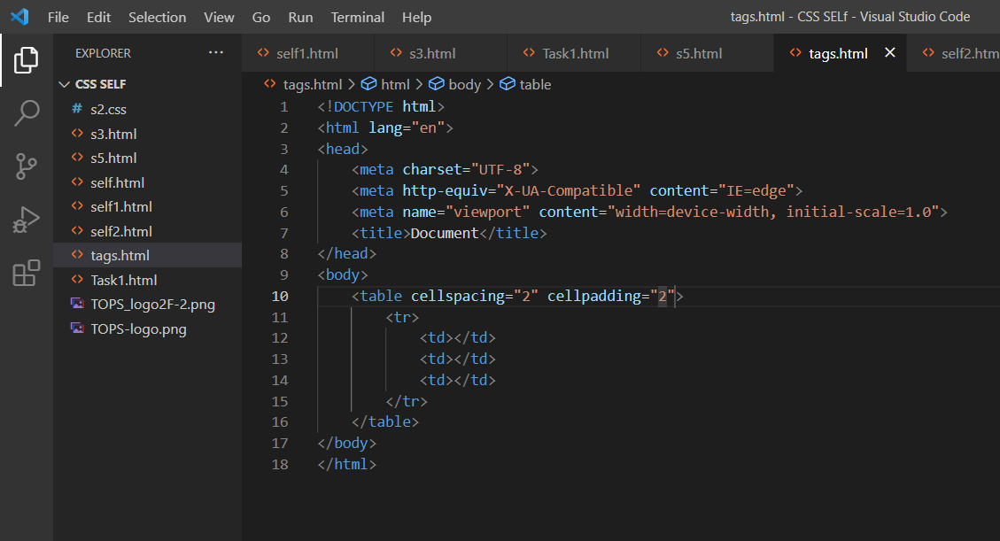 File Edit Selection View Go Run Terminal Help tags.html - CSS SELf - Visual Studio Code
EXPLORER ···
CSS SELF
# s2.css
<> s3.html
<> s5.html
<> self.html
<> self1.html
<> self2.html
<> tags.html
<> Task1.html
TOPS_logo2F-2.png
TOPS-logo.png
<> self1.html <> s3.html <> Task1.html <> s5.html <> tags.html × <> self2.htm
<> tags.html > html > body > table
1 <!DOCTYPE html>
2 <html lang="en">
3 <head>
4 <meta charset="UTF-8">
5 <meta http-equiv="X-UA-Compatible" content="IE=edge">
6 <meta name="viewport" content="width=device-width, initial-scale=1.0">
7 <title>Document</title>
8 </head>
9 <body>
10 <table cellspacing="2" cellpadding="2">
11 <tr>
12 <td></td>
13 <td></td>
14 <td></td>
15 </tr>
16 </table>
17 </body>
18 </html>